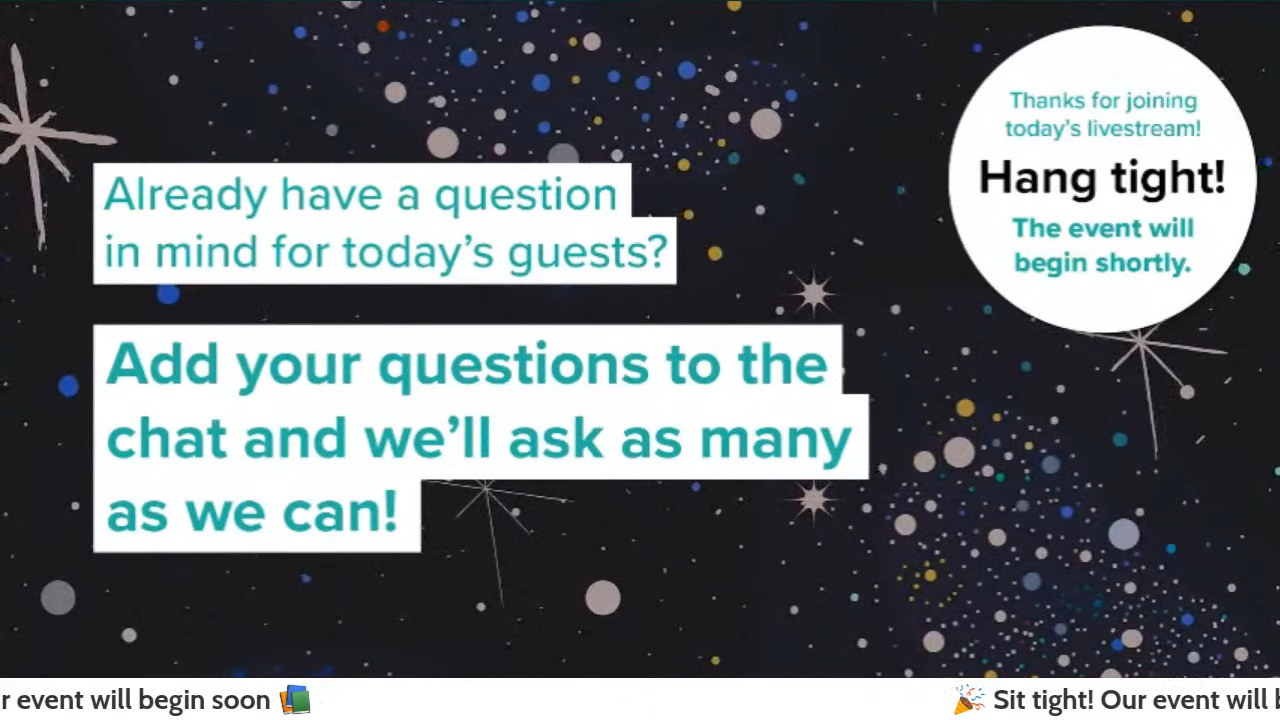 Thanks for joining
today's livestream!
Hang tight!
The event will
begin shortly.
Already have a question
in mind for today's guests?
Add your questions to the
chat and we'll ask as many
as we can!
r event will begin soon 📚
🎉 Sit tight! Our event will b